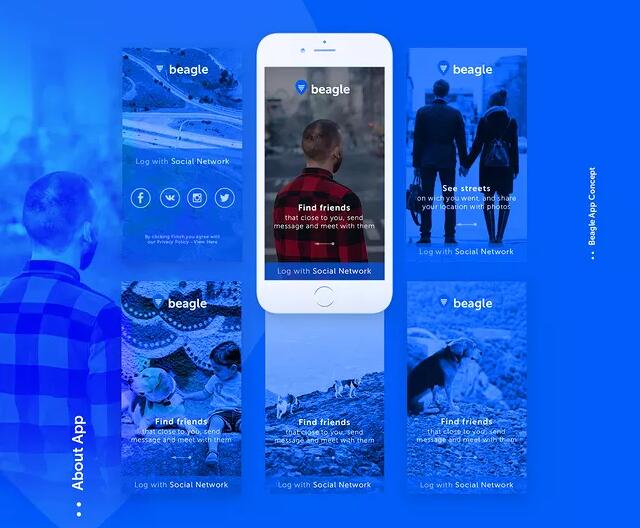 beagle
Log with Social Network
By clicking Finish you agree with
our Privacy Policy - View Here
beagle
Find friends
that close to you, send
message and meet with them
Log with Social Network
beagle
See streets
on wich you went, and share
your location with photos
Log with Social Network
beagle
Find friends
that close to you, send
message and meet with them
Log with Social Network
Find friends
that close to you, send
message and meet with them
Log with Social Network
beagle
Find friends
that close to you, send
message and meet with them
Log with Social Network
About App
Beagle App Concept